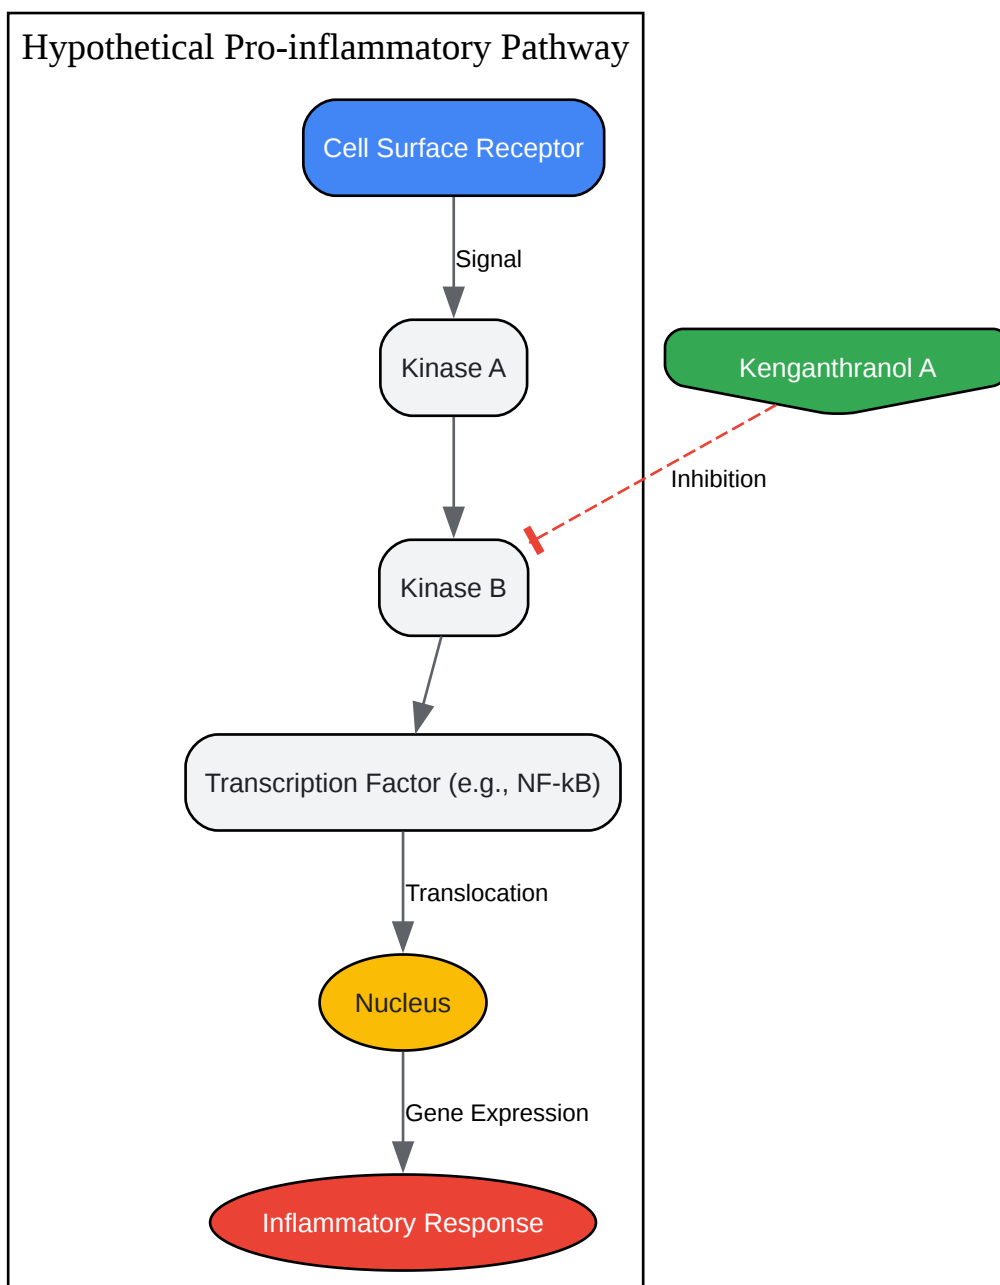 Hypothetical Pro-inflammatory Pathway
Cell Surface Receptor
Signal
Kinase A
Kenganthranol A
Inhibition
Kinase B
Transcription Factor (e.g., NF-kB)
Translocation
Nucleus
Gene Expression
Inflammatory Response